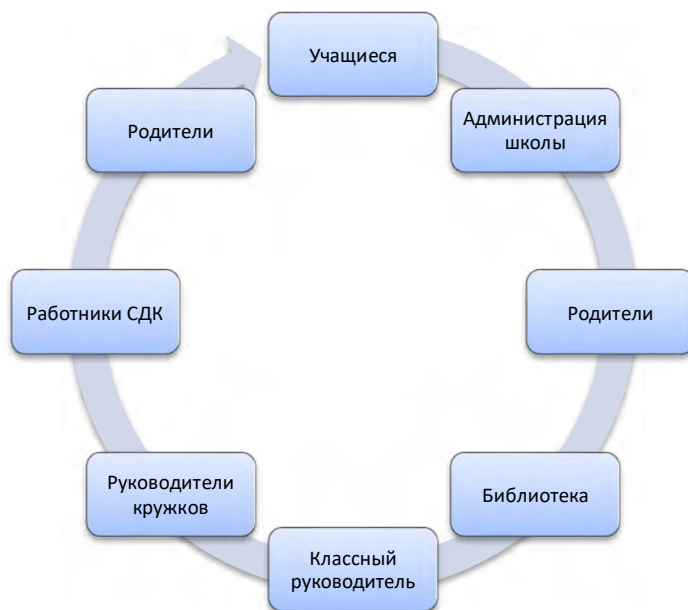 Учащиеся
Администрация
школы
Родители
Библиотека
Классный
руководитель
Руководители
кружков
Работники СДК
Родители